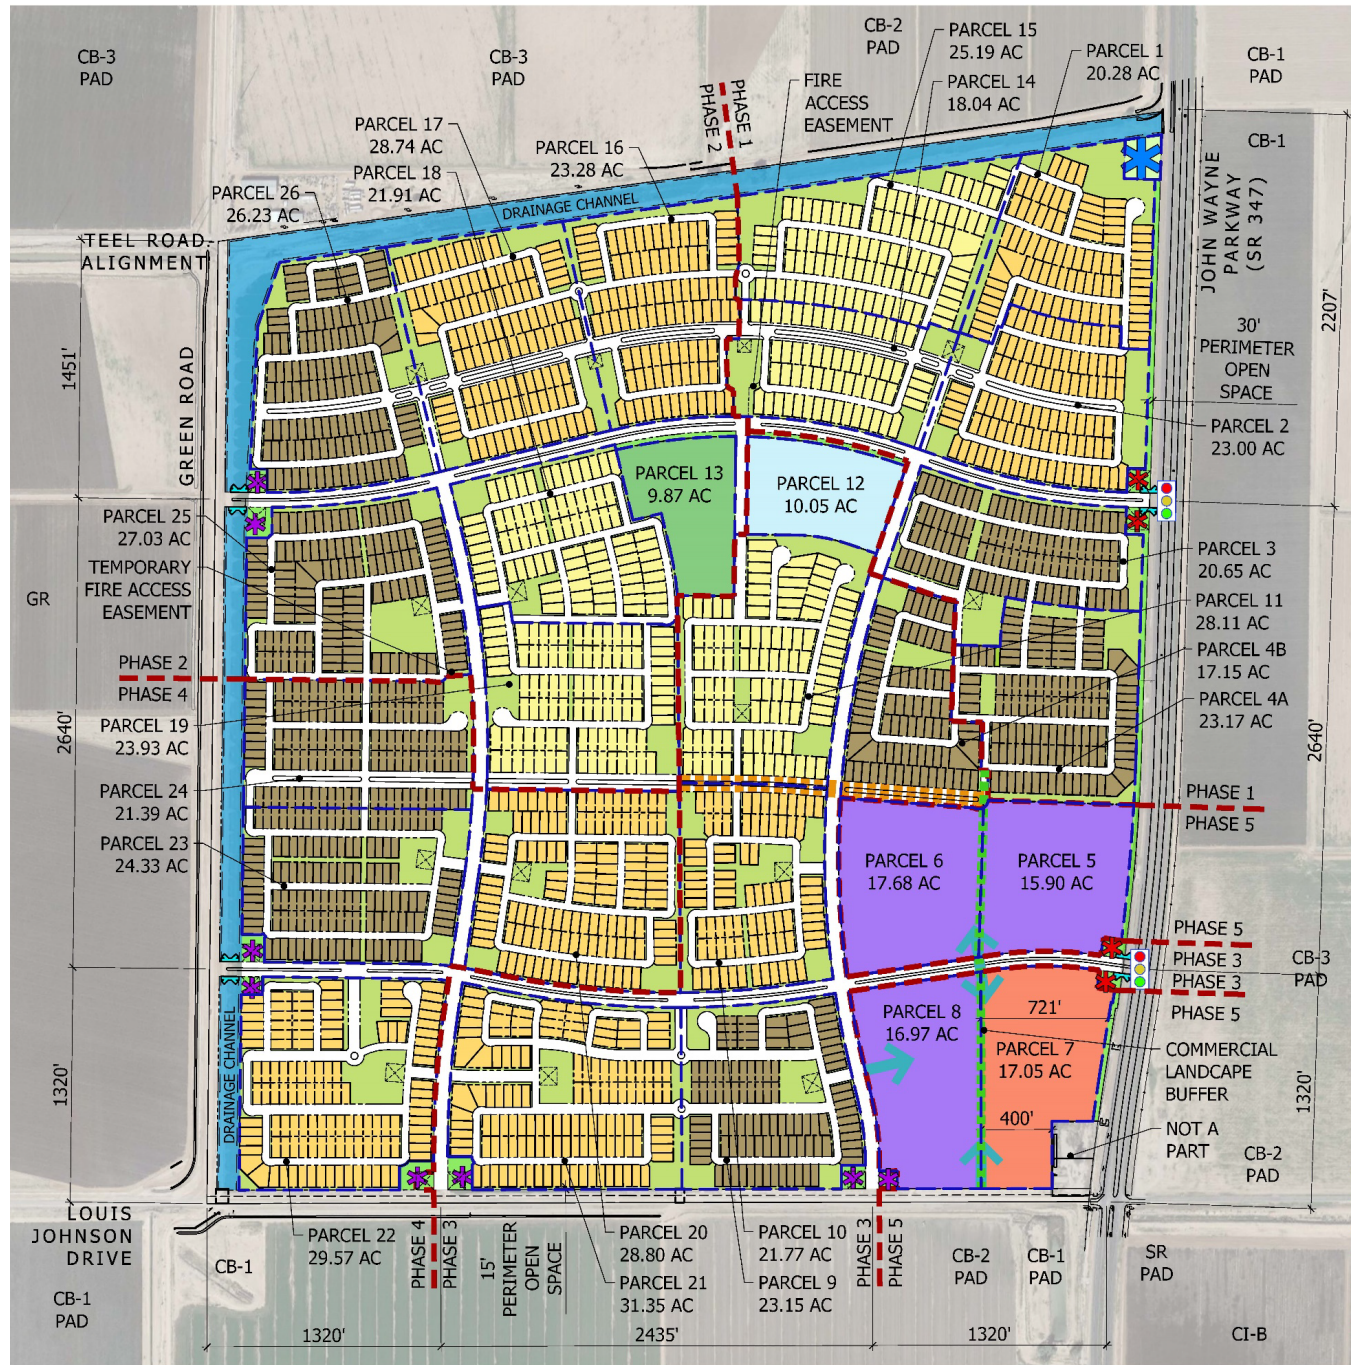 CB-3
PAD
CB-3
PAD
CB-2
PAD
PARCEL 15
25.19 AC
PARCEL 14
18.04 AC
PARCEL 1
20.28 AC
CB-1
PAD
CB-1
FIRE
ACCESS
EASEMENT
PHASE 1
PHASE 2
PARCEL 17
28.74 AC
PARCEL 18
21.91 AC
PARCEL 16
23.28 AC
PARCEL 26
26.23 AC
DRAINAGE CHANNEL
TEEL ROAD
ALIGNMENT
JOHN WAYNE
PARKWAY
(SR 347)
2207'
30'
PERIMETER
OPEN
SPACE
1451'
GREEN ROAD
PARCEL 2
23.00 AC
PARCEL 13
9.87 AC
PARCEL 12
10.05 AC
PARCEL 25
27.03 AC
TEMPORARY
FIRE ACCESS
EASEMENT
GR
PARCEL 3
20.65 AC
PARCEL 11
28.11 AC
PARCEL 4B
17.15 AC
PARCEL 4A
23.17 AC
PHASE 2
PHASE 4
PARCEL 19
23.93 AC
2640'
2640'
PARCEL 24
21.39 AC
PARCEL 23
24.33 AC
PHASE 1
PHASE 5
PARCEL 6
17.68 AC
PARCEL 5
15.90 AC
PHASE 5
PHASE 3
PHASE 3
PHASE 5
CB-3
PAD
PARCEL 8
16.97 AC
721'
PARCEL 7
17.05 AC
400'
COMMERCIAL
LANDCAPE
BUFFER
NOT A
PART
E
E
1320'
1320'
DRAINAGE CHANNEL
CB-2
PAD
LOUIS
JOHNSON
DRIVE
PARCEL 22
29.57 AC
CB-1
CB-1
PAD
PHASE 4
PHASE 3
15'
PERIMETER
OPEN
SPACE
PARCEL 20
28.80 AC
PARCEL 21
31.35 AC
PARCEL 10
21.77 AC
PARCEL 9
23.15 AC
PHASE 3
PHASE 5
CB-2
PAD
CB-1
PAD
SR
PAD
CI-B
1320'
2435'
1320'